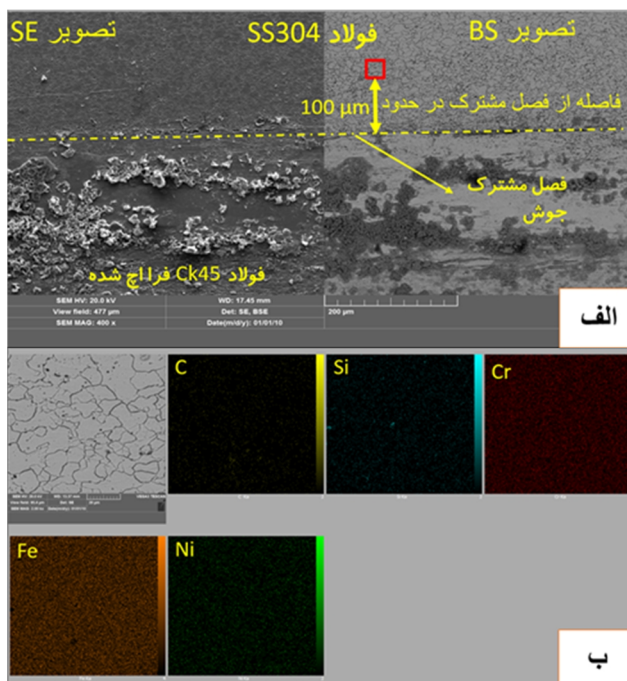 تصویر SE
فولاد SS304
تصویر BS
فاصله از فصل مشترک در حدود
100 µm
فصل مشترک
جوش
فولاد Ck45 فرا اچ شده
SEM HV: 20.0 kV
WD: 17.45 mm
View field: 477 µm
Det: SE, BSE
200 µm
SEM MAG: 400 x
Date(m/d/y): 01/01/10
الف
C
Si
Cr
Fe
Ni
ب